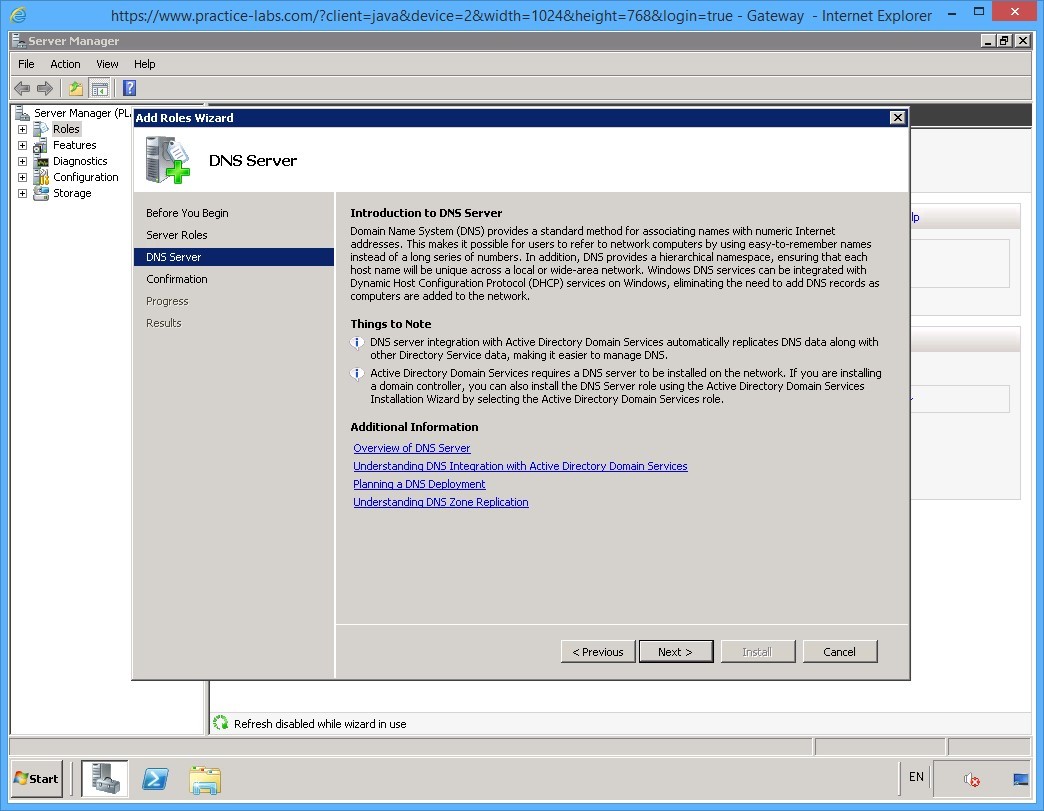 https://www.practice-labs.com/?client=java&device=2&width=1024&height=768&login=true - Gateway - Internet Explorer
Server Manager
File Action View Help
Server Manager (PL
Roles
Features
Diagnostics
Configuration
Storage
Add Roles Wizard
DNS Server
Before You Begin
Server Roles
DNS Server
Confirmation
Progress
Results
Introduction to DNS Server
Domain Name System (DNS) provides a standard method for associating names with numeric Internet
addresses. This makes it possible for users to refer to network computers by using easy-to-remember names
instead of a long series of numbers. In addition, DNS provides a hierarchical namespace, ensuring that each
host name will be unique across a local or wide-area network. Windows DNS services can be integrated with
Dynamic Host Configuration Protocol (DHCP) services on Windows, eliminating the need to add DNS records as
computers are added to the network.
Things to Note
DNS server integration with Active Directory Domain Services automatically replicates DNS data along with
other Directory Service data, making it easier to manage DNS.
Active Directory Domain Services requires a DNS server to be installed on the network. If you are installing
a domain controller, you can also install the DNS Server role using the Active Directory Domain Services
Installation Wizard by selecting the Active Directory Domain Services role.
Additional Information
Overview of DNS Server
Understanding DNS Integration with Active Directory Domain Services
Planning a DNS Deployment
Understanding DNS Zone Replication
< Previous Next > Install Cancel
lp
Refresh disabled while wizard in use
Start
EN